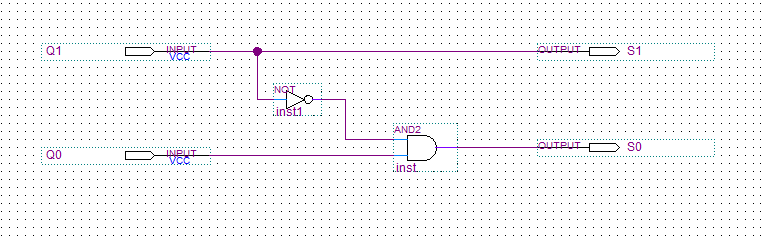 Q1 INPUT OUTPUT S1
VCC
NOT
inst1
AND2
Q0 INPUT OUTPUT S0
VCC
inst